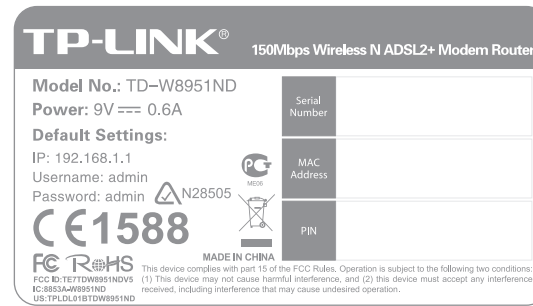 TP-LINK®
150Mbps Wireless N ADSL2+ Modem Router
Model No.: TD-W8951ND
Power: 9V 0.6A
Default Settings:
IP: 192.168.1.1
Username: admin
Password: admin
N28505
ME06
Serial Number
MAC Address
PIN
CE1588
FC RoHS
MADE IN CHINA
FCC ID:TE7TDW8951NDV5
IC:8853A-W8951ND
US:TPLDL01BTDW8951ND
This device complies with part 15 of the FCC Rules. Operation is subject to the following two conditions:
(1) This device may not cause harmful interference, and (2) this device must accept any interference
received, including interference that may cause undesired operation.